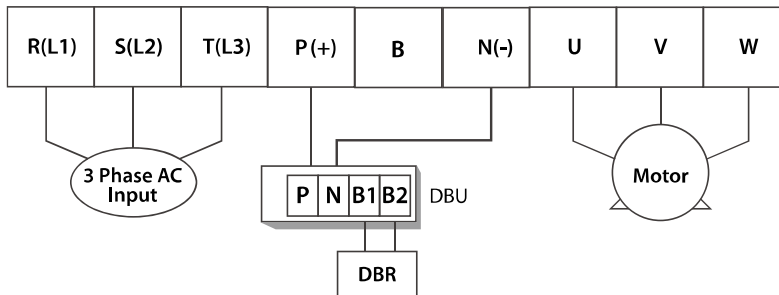 R(L1) S(L2) T(L3) P(+) B N(-) U V W
3 Phase AC
Input
P N B1 B2 DBU
Motor
DBR